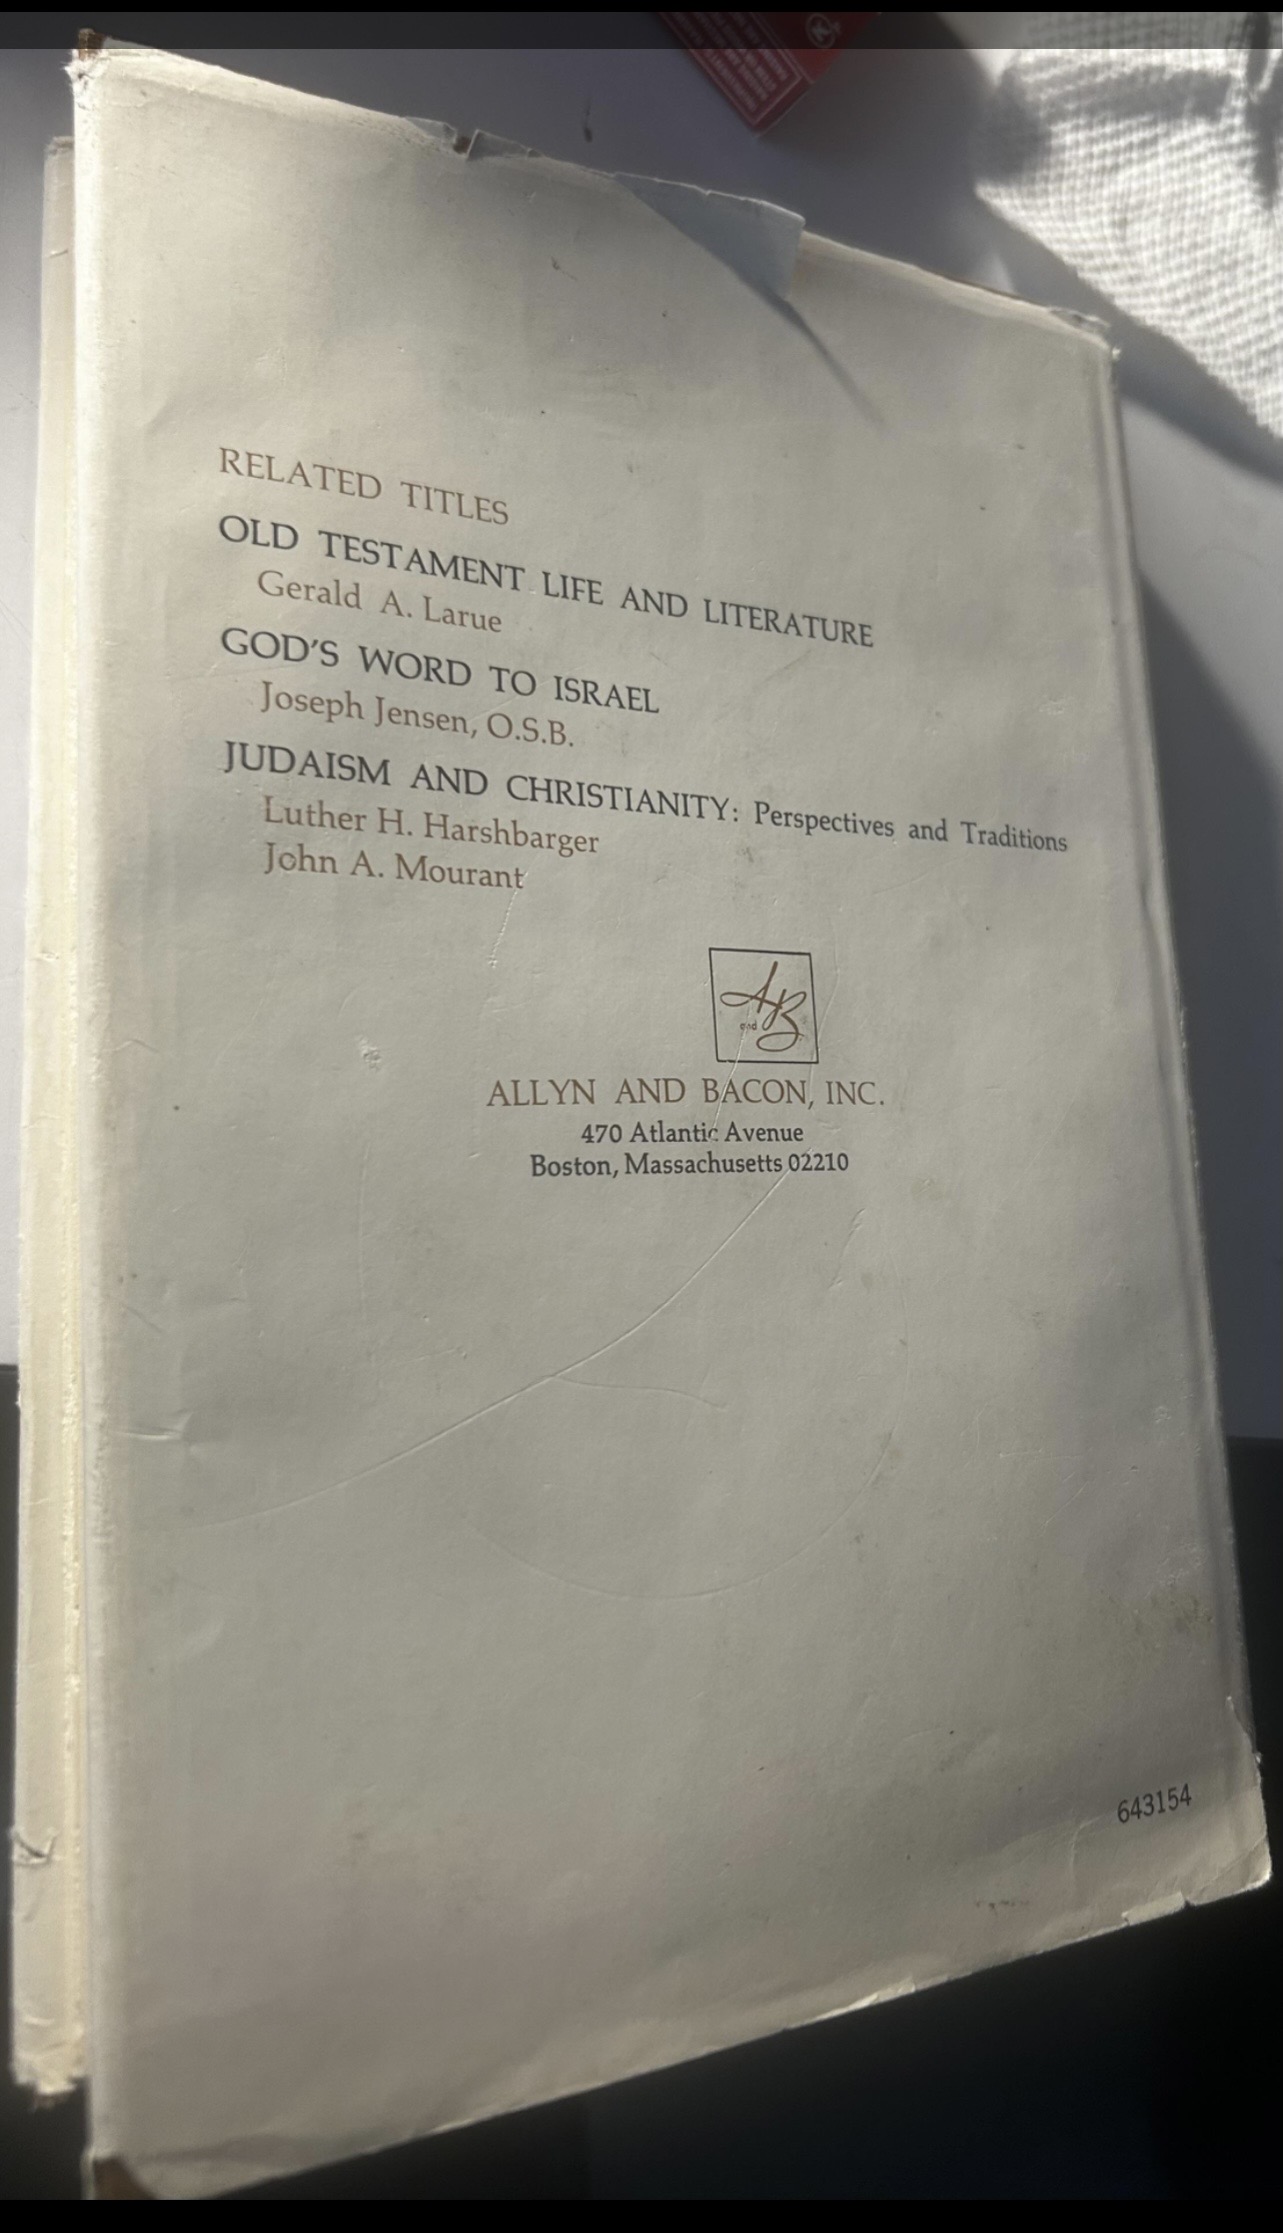 RELATED TITLES
OLD TESTAMENT LIFE AND LITERATURE
Gerald A. Larue
GOD'S WORD TO ISRAEL
Joseph Jensen, O.S.B.
JUDAISM AND CHRISTIANITY: Perspectives and Traditions
Luther H. Harshbarger
John A. Mourant
A and B
ALLYN AND BACON, INC.
470 Atlantic Avenue
Boston, Massachusetts 02210
643154